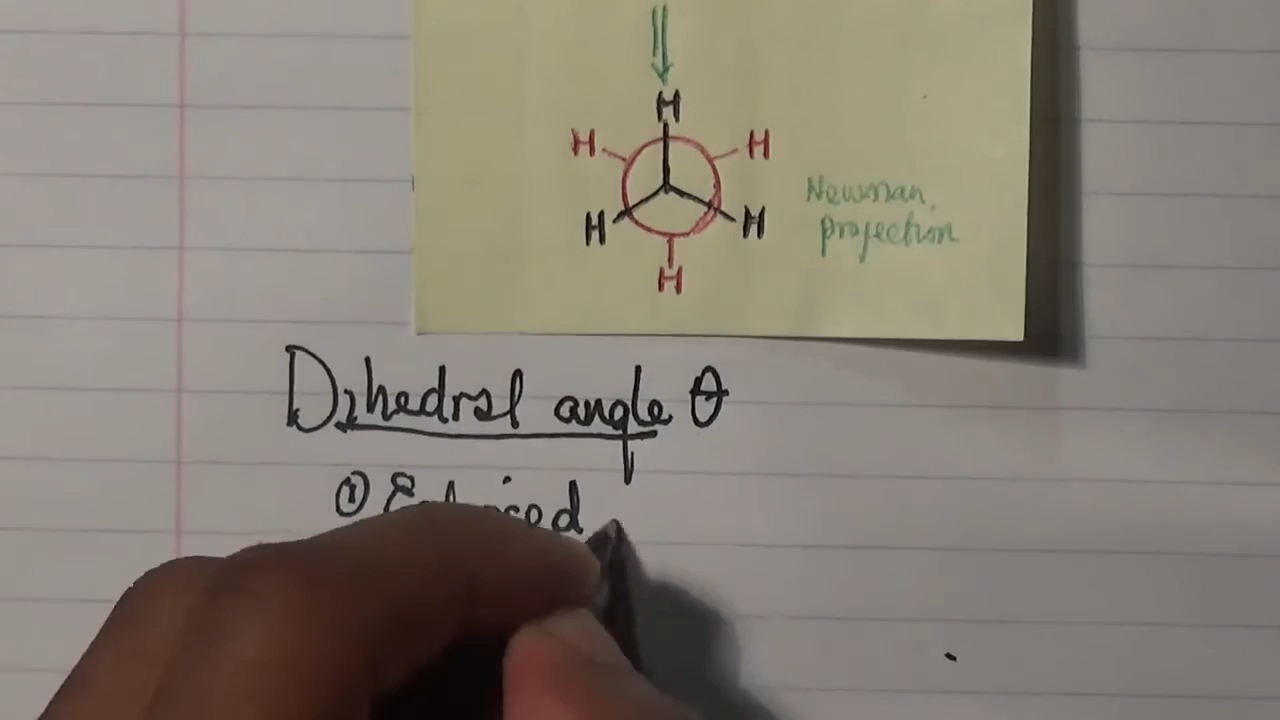 H
H H
H H
H
Newman
projection
Dihedral angle θ
①